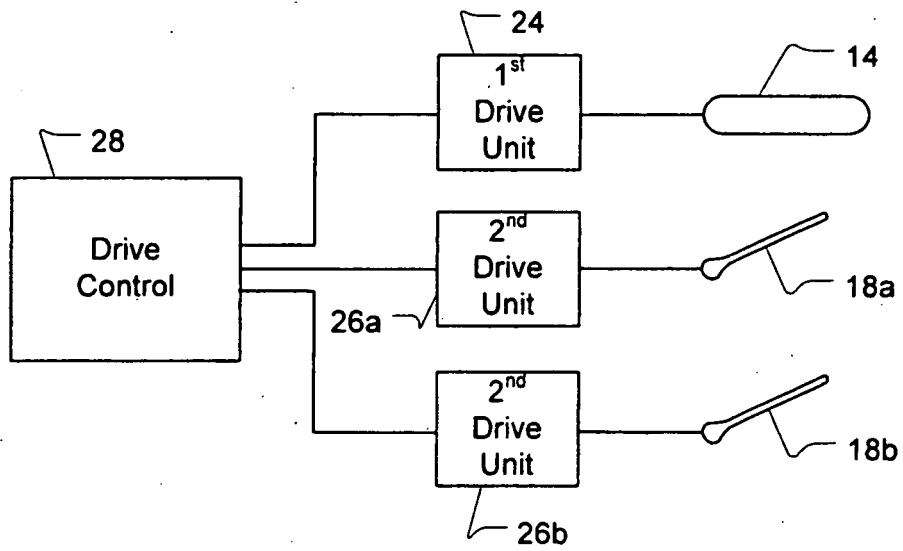 24
14
1st
Drive
Unit
28
Drive
Control
2nd
Drive
Unit
26a
18a
2nd
Drive
Unit
18b
26b